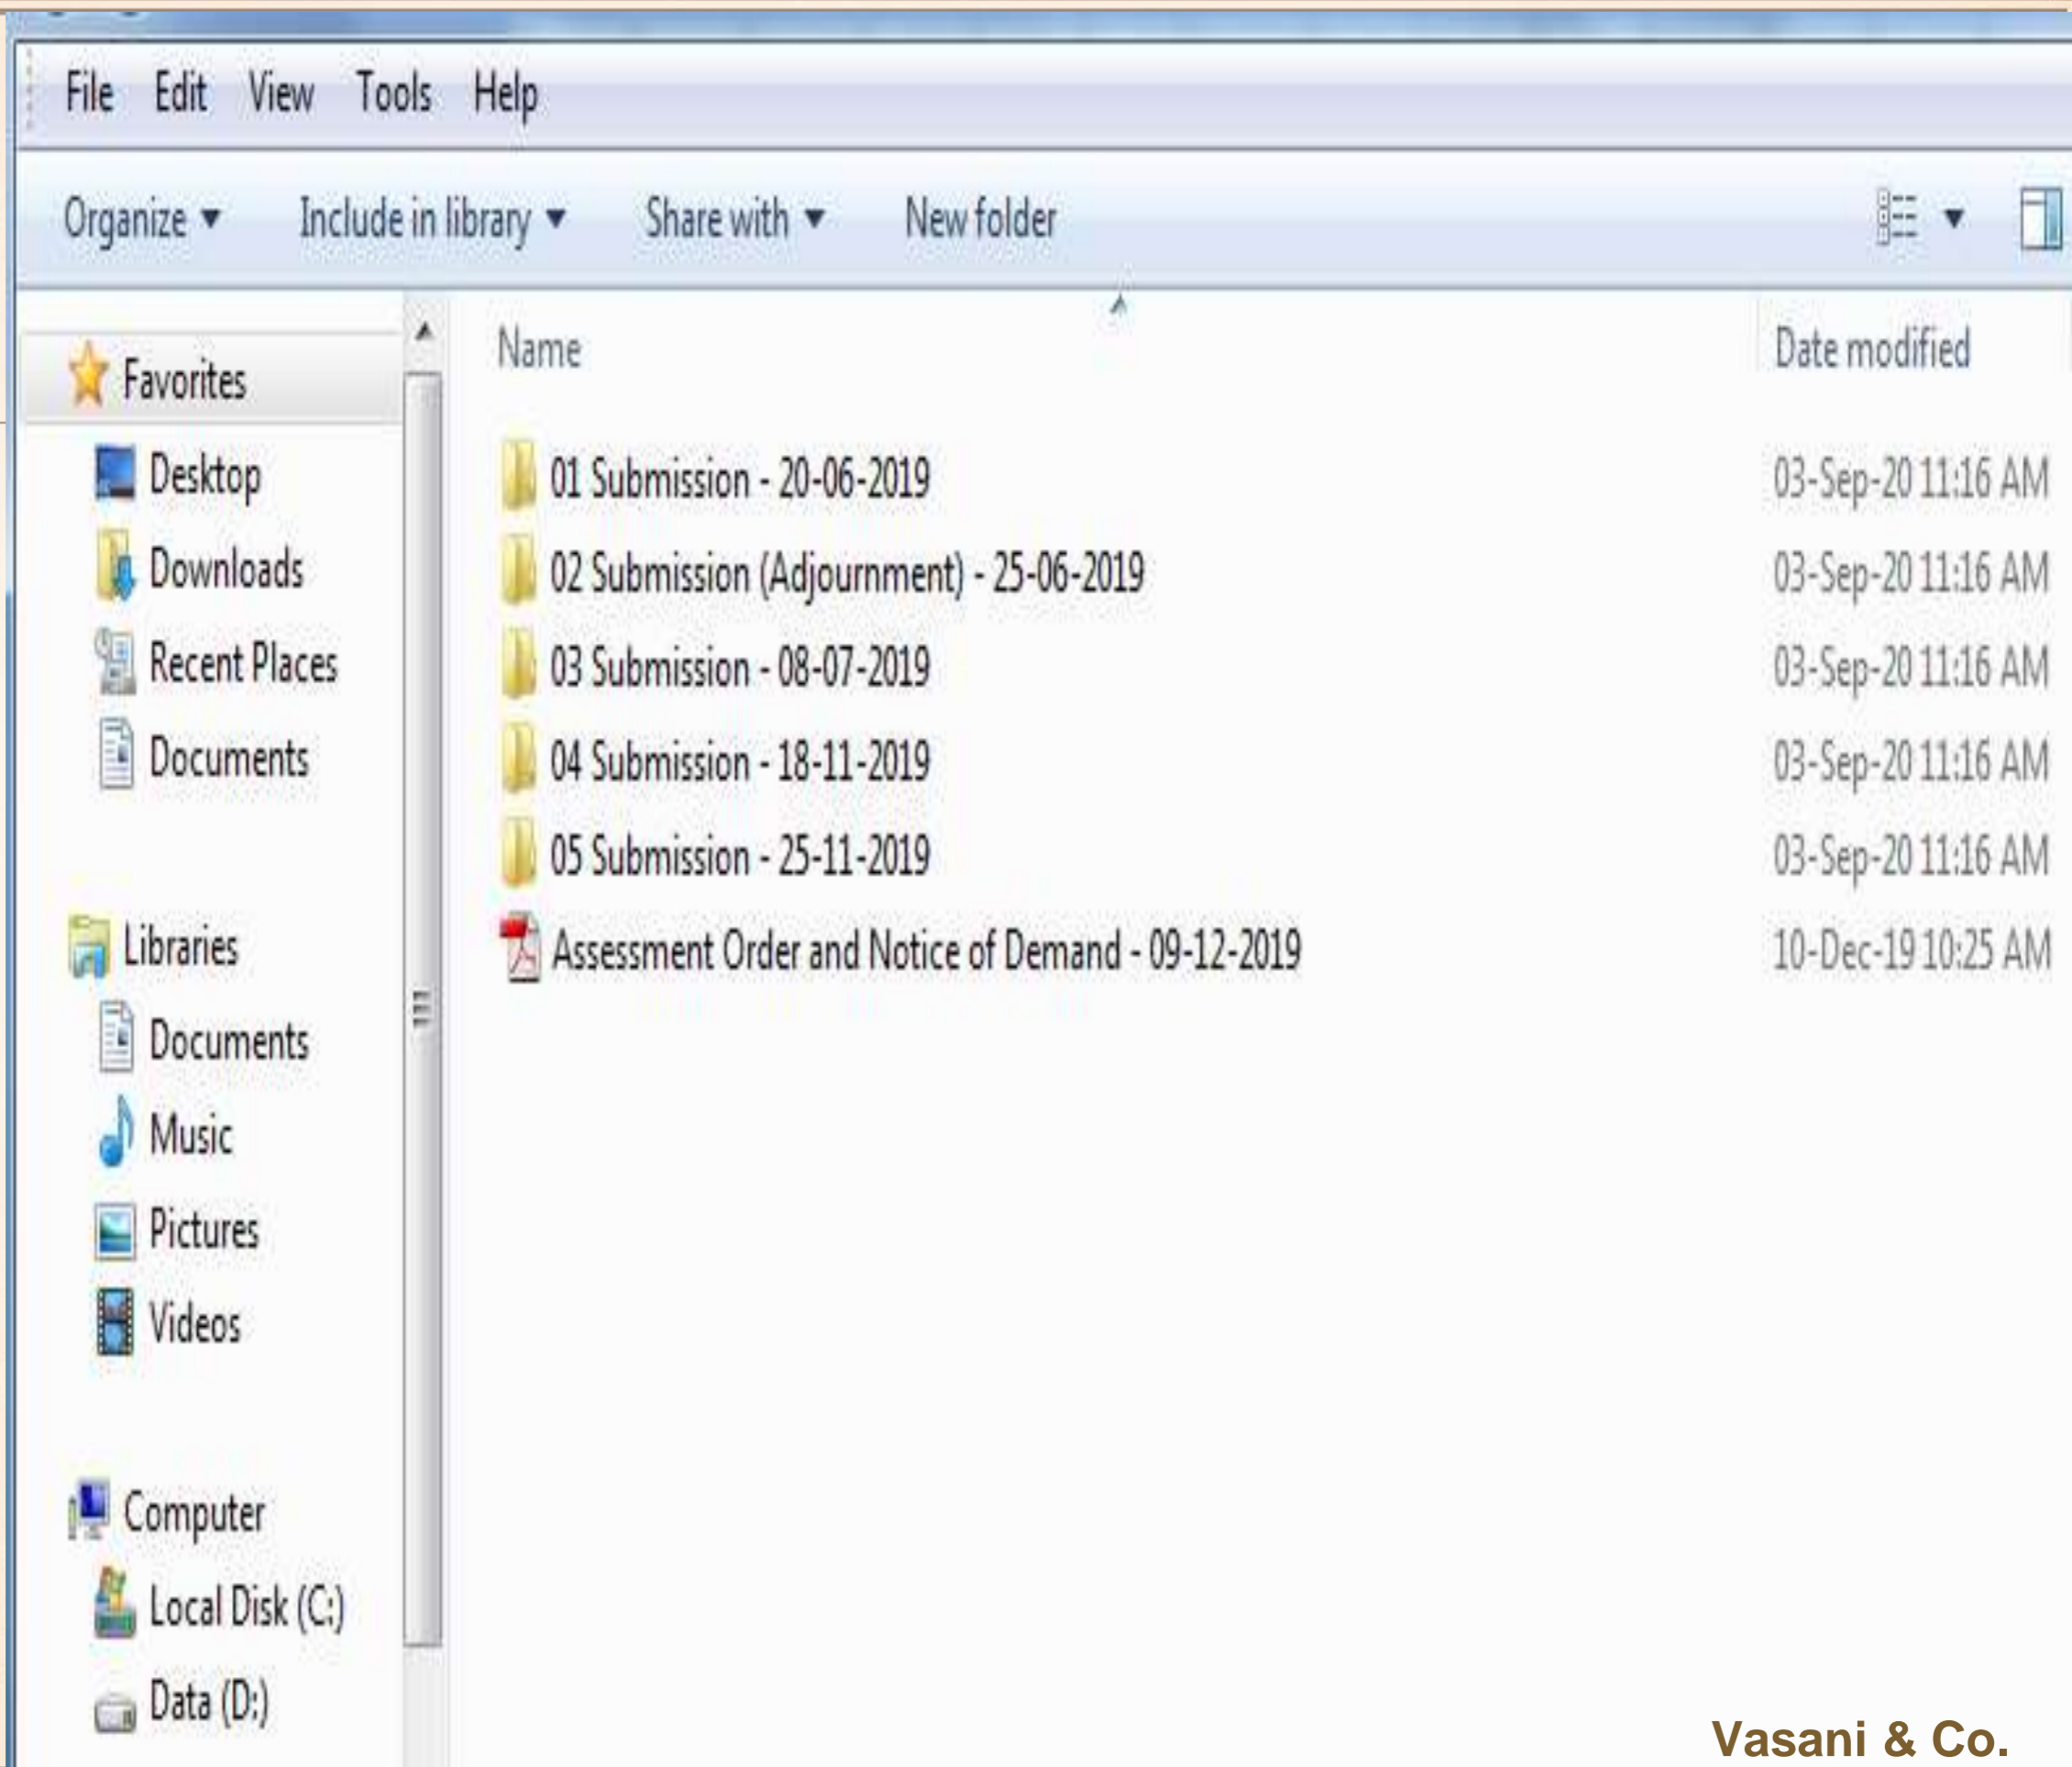 File Edit View Tools Help
Organize Include in library Share with New folder
Name Date modified
Favorites
Desktop
Downloads
Recent Places
Documents
Libraries
Documents
Music
Pictures
Videos
Computer
Local Disk (C:)
Data (D:)
01 Submission - 20-06-2019 03-Sep-20 11:16 AM
02 Submission (Adjournment) - 25-06-2019 03-Sep-20 11:16 AM
03 Submission - 08-07-2019 03-Sep-20 11:16 AM
04 Submission - 18-11-2019 03-Sep-20 11:16 AM
05 Submission - 25-11-2019 03-Sep-20 11:16 AM
Assessment Order and Notice of Demand - 09-12-2019 10-Dec-19 10:25 AM
Vasani & Co.